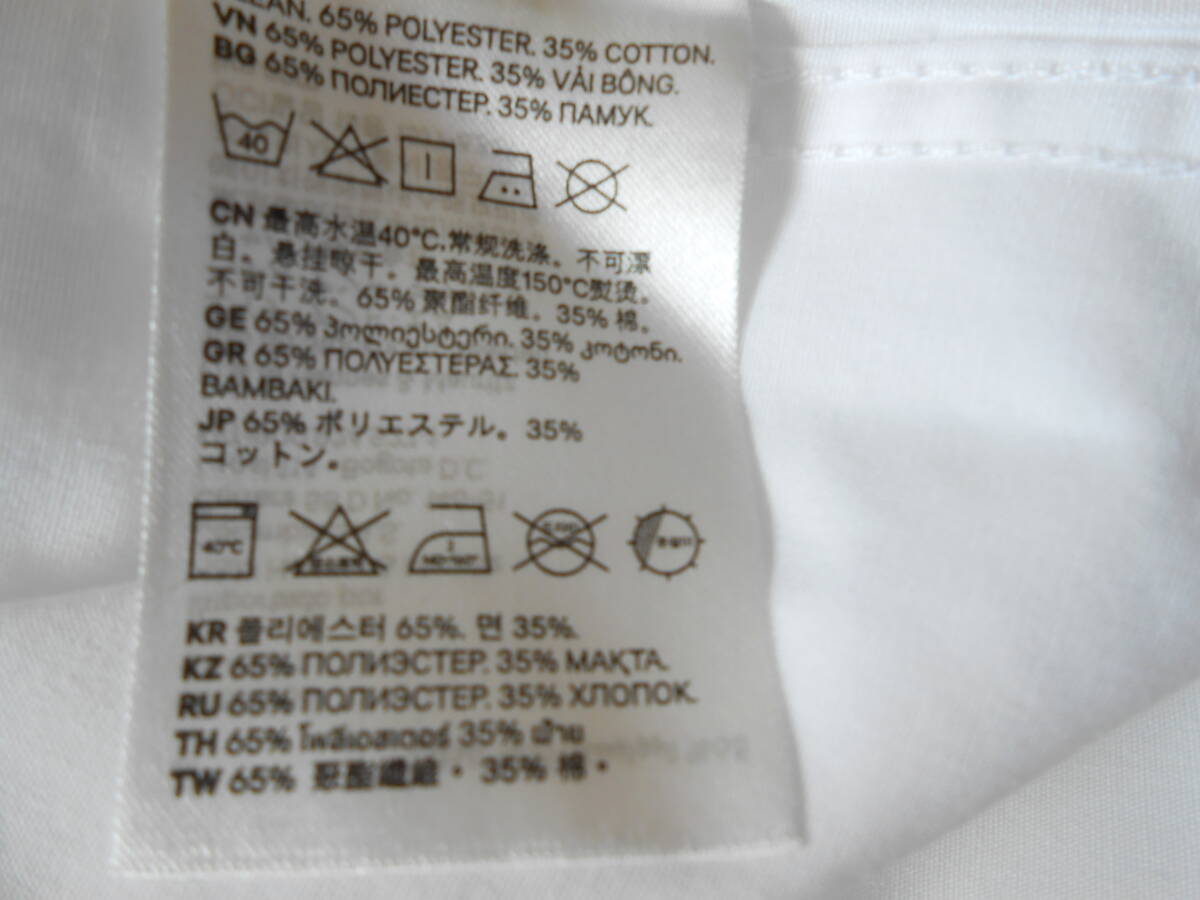 65% POLYESTER. 35% COTTON.
VN 65% POLYESTER. 35% VẢI BÔNG.
BG 65% ПОЛИЕСТЕР. 35% ПАМУК.
40
CN 最高水温40°C.常规洗涤。不可漂
白。悬挂晾干。最高温度150°C熨烫。
不可干洗。65% 聚酯纤维。35% 棉。
GE 65% პოლიესტერი. 35% კოტონი.
GR 65% ΠΟΛΥΕΣΤΕΡΑΣ. 35%
BAMBAKI.
JP 65% ポリエステル。35%
コットン。
40°C
KR 폴리에스터 65%. 면 35%.
KZ 65% ПОЛИЭСТЕР. 35% МАҚТА.
RU 65% ПОЛИЭСТЕР. 35% ХЛОПОК.
TH 65% โพลีเอสเตอร์ 35% ฝ้าย
TW 65% 聚酯纖維・35% 棉・